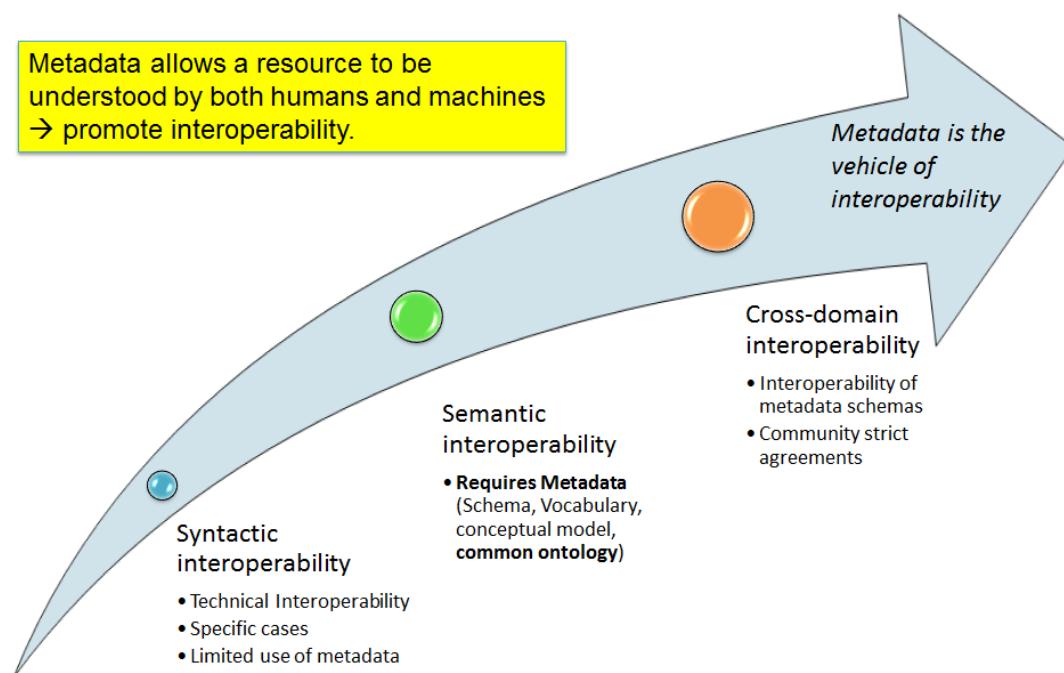 Metadata allows a resource to be
understood by both humans and machines
→ promote interoperability.
Metadata is the
vehicle of
interoperability
Cross-domain
interoperability
• Interoperability of
metadata schemas
• Community strict
agreements
Semantic
interoperability
• Requires Metadata
(Schema, Vocabulary,
conceptual model,
common ontology)
Syntactic
interoperability
• Technical Interoperability
• Specific cases
• Limited use of metadata